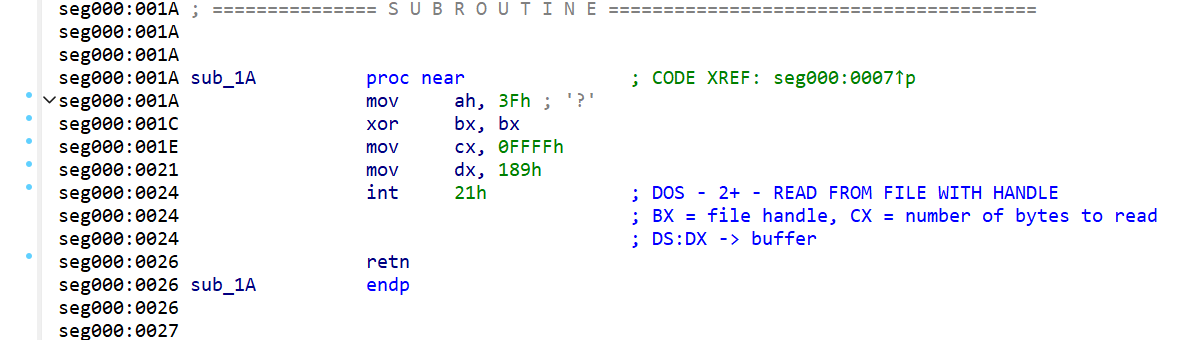 seg000:001A ; =============== S U B R O U T I N E =======================================
seg000:001A
seg000:001A
seg000:001A sub_1A          proc near               ; CODE XREF: seg000:0007↑p
seg000:001A                 mov     ah, 3Fh ; '?'
seg000:001C                 xor     bx, bx
seg000:001E                 mov     cx, 0FFFFh
seg000:0021                 mov     dx, 189h
seg000:0024                 int     21h             ; DOS - 2+ - READ FROM FILE WITH HANDLE
seg000:0024                                         ; BX = file handle, CX = number of bytes to read
seg000:0024                                         ; DS:DX -> buffer
seg000:0026                 retn
seg000:0026 sub_1A          endp
seg000:0026
seg000:0027